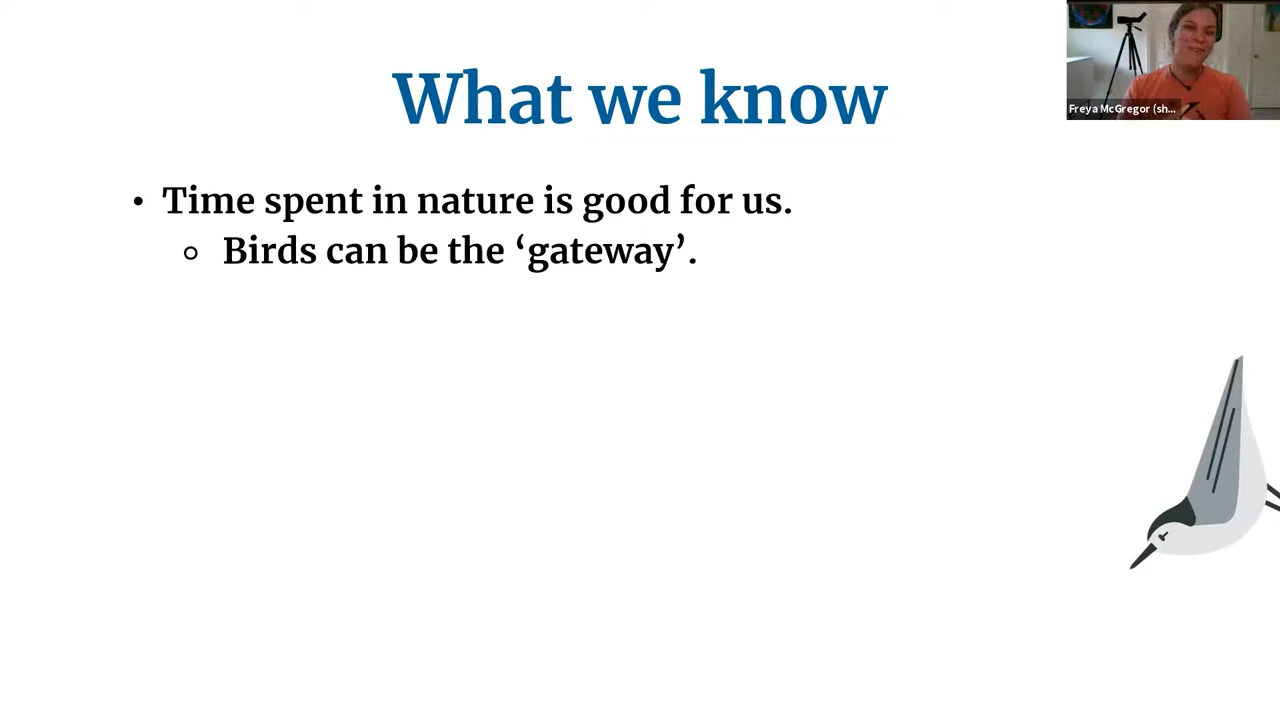 What we know
Freya McGregor (sh...
• Time spent in nature is good for us.
○ Birds can be the ‘gateway’.